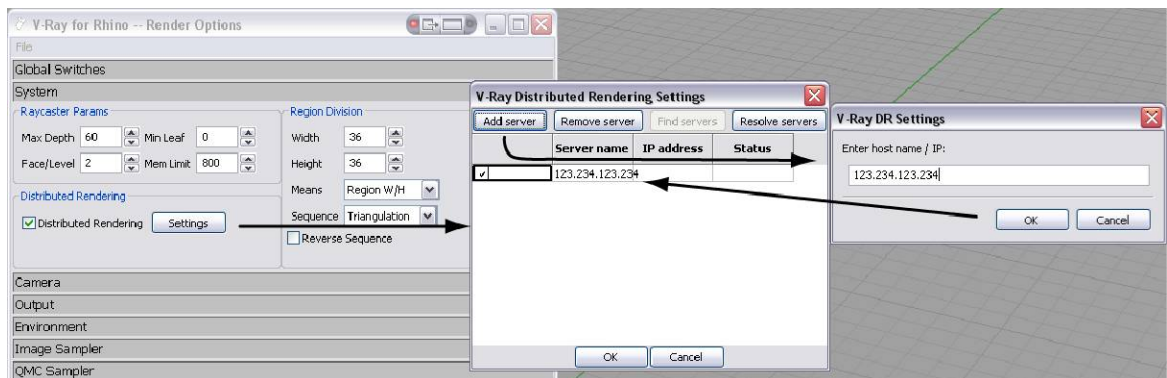 V-Ray for Rhino -- Render Options
File
Global Switches
System
Raycaster Params
Max Depth 60 Min Leaf 0
Face/Level 2 Mem Limit 800
Distributed Rendering
Distributed Rendering Settings
Region Division
Width 36
Height 36
Means Region W/H
Sequence Triangulation
Reverse Sequence
Camera
Output
Environment
Image Sampler
QMC Sampler
V-Ray Distributed Rendering Settings
Add server Remove server Find servers Resolve servers
Server name IP address Status
123.234.123.234
OK Cancel
V-Ray DR Settings
Enter host name / IP:
123.234.123.234
OK Cancel